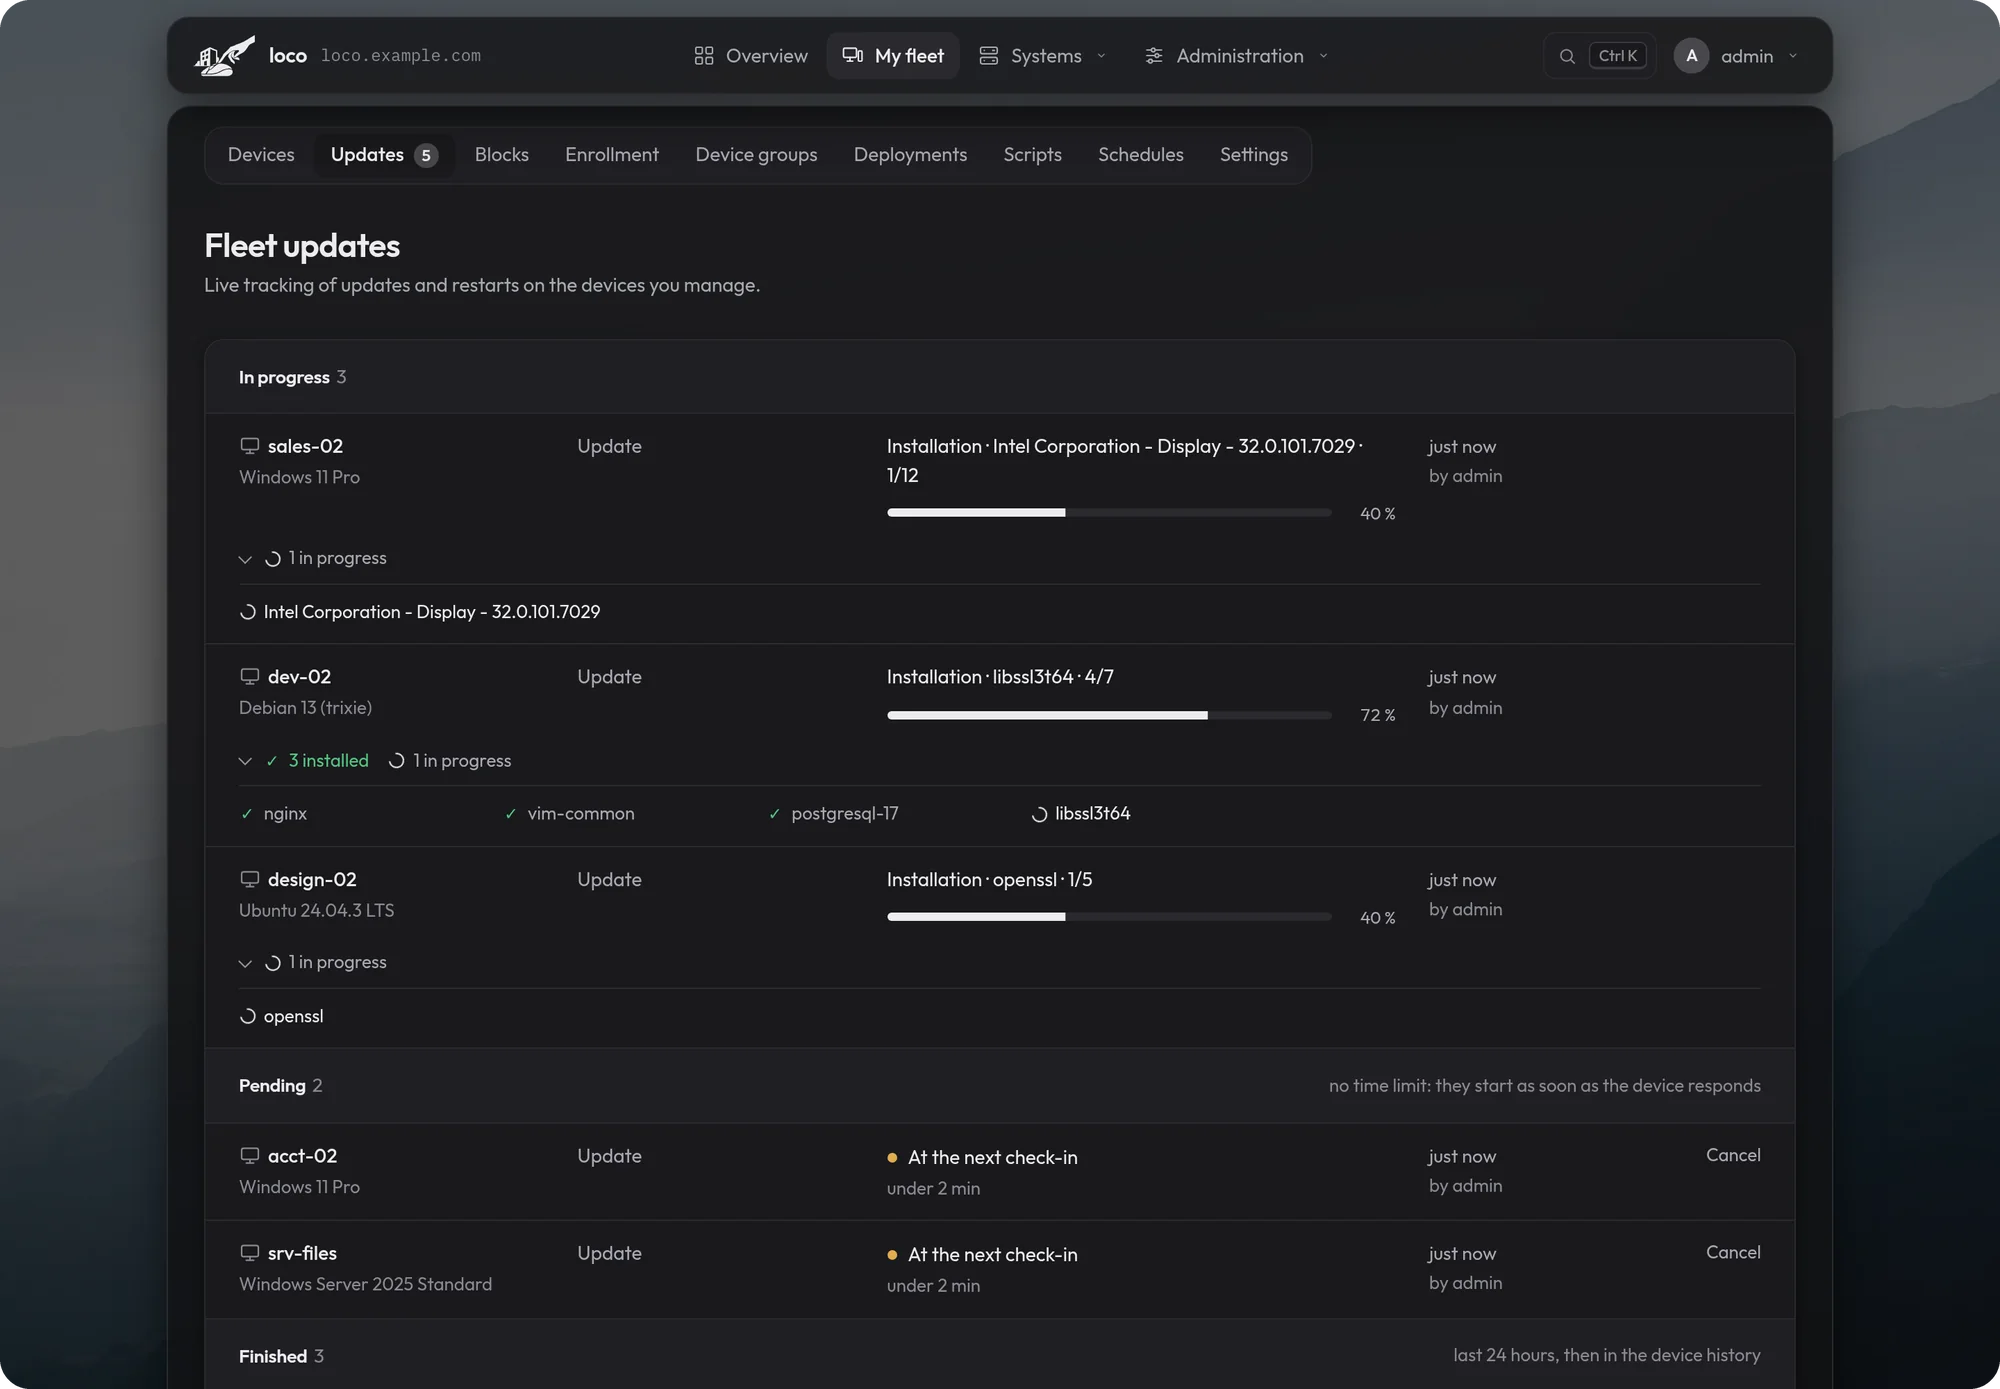 loco loco.example.com Overview My fleet Systems Administration Ctrl K A admin
Devices Updates 5 Blocks Enrollment Device groups Deployments Scripts Schedules Settings
Fleet updates
Live tracking of updates and restarts on the devices you manage.
In progress 3
sales-02 Update Installation · Intel Corporation - Display - 32.0.101.7029 · just now
Windows 11 Pro 1/12 by admin
40 %
1 in progress
Intel Corporation - Display - 32.0.101.7029
dev-02 Update Installation · libssl3t64 · 4/7 just now
Debian 13 (trixie) 72 % by admin
✓ 3 installed 1 in progress
✓ nginx ✓ vim-common ✓ postgresql-17 libssl3t64
design-02 Update Installation · openssl · 1/5 just now
Ubuntu 24.04.3 LTS 40 % by admin
1 in progress
openssl
Pending 2 no time limit: they start as soon as the device responds
acct-02 Update At the next check-in just now Cancel
Windows 11 Pro under 2 min by admin
srv-files Update At the next check-in just now Cancel
Windows Server 2025 Standard under 2 min by admin
Finished 3 last 24 hours, then in the device history